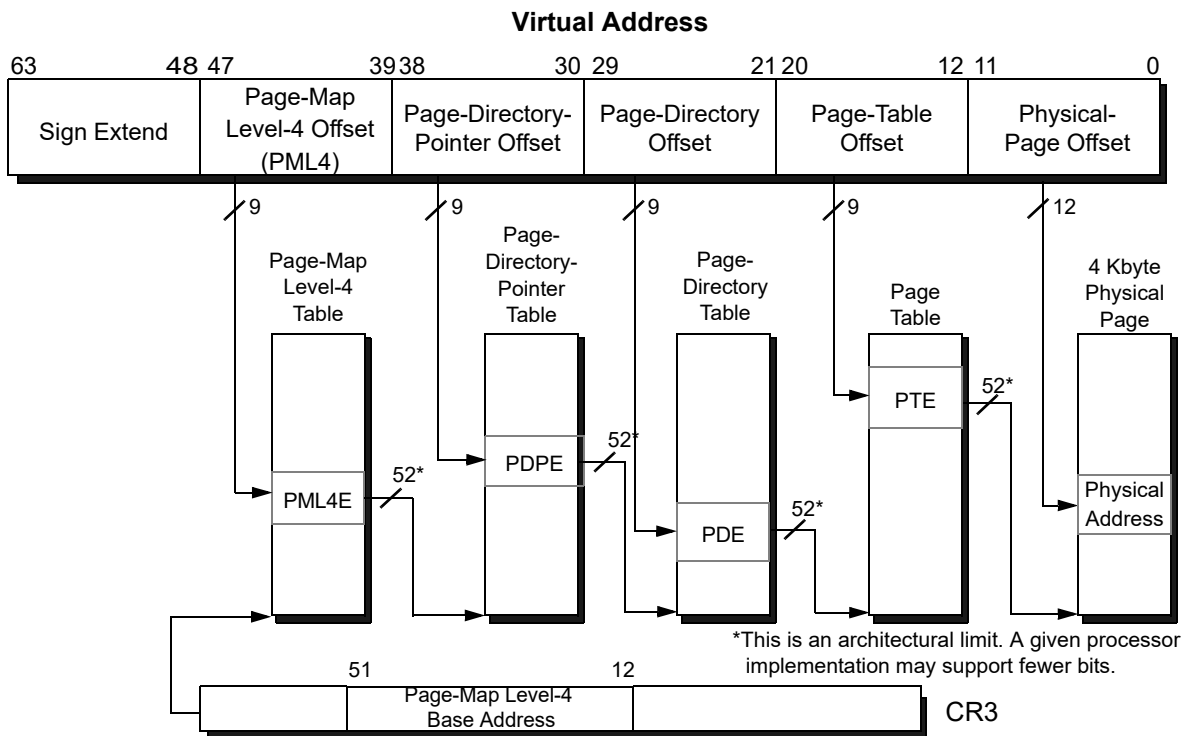 Virtual Address
63 48 47 39 38 30 29 21 20 12 11 0
Sign Extend
Page-Map
Level-4 Offset
(PML4)
Page-Directory-
Pointer Offset
Page-Directory
Offset
Page-Table
Offset
Physical-
Page Offset
9 9 9 9 12
Page-Map
Level-4
Table
Page-
Directory-
Pointer
Table
Page-
Directory
Table
Page
Table
4 Kbyte
Physical
Page
PML4E
52*
PDPE
52*
PDE
52*
PTE
52*
Physical
Address
*This is an architectural limit. A given processor
implementation may support fewer bits.
51 12
Page-Map Level-4
Base Address
CR3